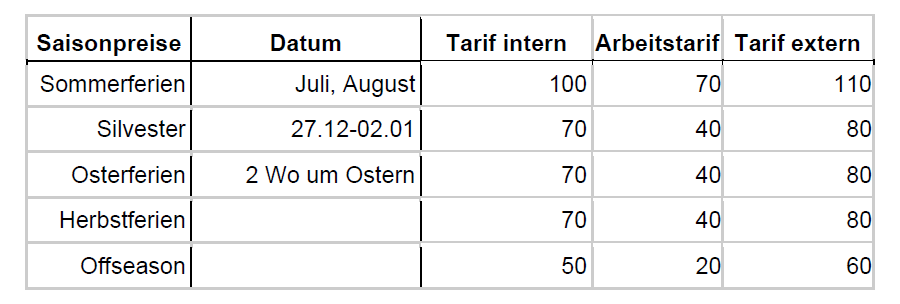 Saisonpreise Datum Tarif intern Arbeitstarif Tarif extern
Sommerferien Juli, August 100 70 110
Silvester 27.12-02.01 70 40 80
Osterferien 2 Wo um Ostern 70 40 80
Herbstferien 70 40 80
Offseason 50 20 60